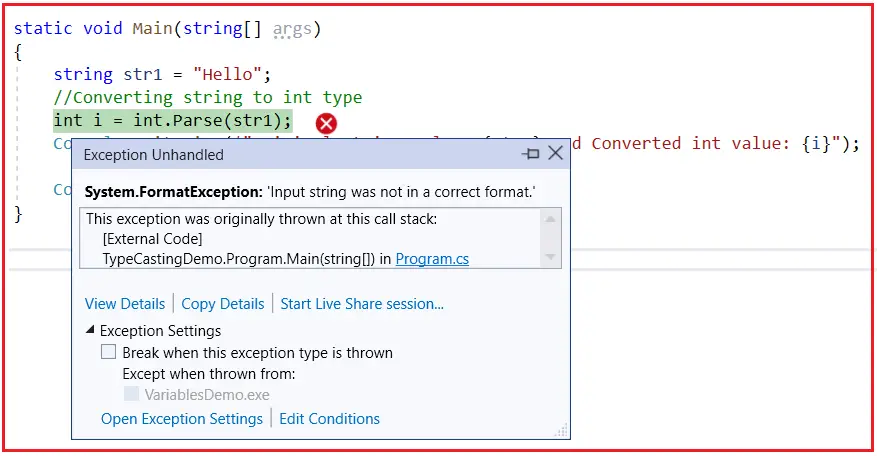 static void Main(string[] args)
{
string str1 = "Hello";
//Converting string to int type
int i = int.Parse(str1);
Converted int value: {i}");
Exception Unhandled
System.FormatException: 'Input string was not in a correct format.'
This exception was originally thrown at this call stack:
[External Code]
TypeCastingDemo.Program.Main(string[]) in Program.cs
View Details | Copy Details | Start Live Share session...
Exception Settings
Break when this exception type is thrown
Except when thrown from:
VariablesDemo.exe
Open Exception Settings | Edit Conditions
}